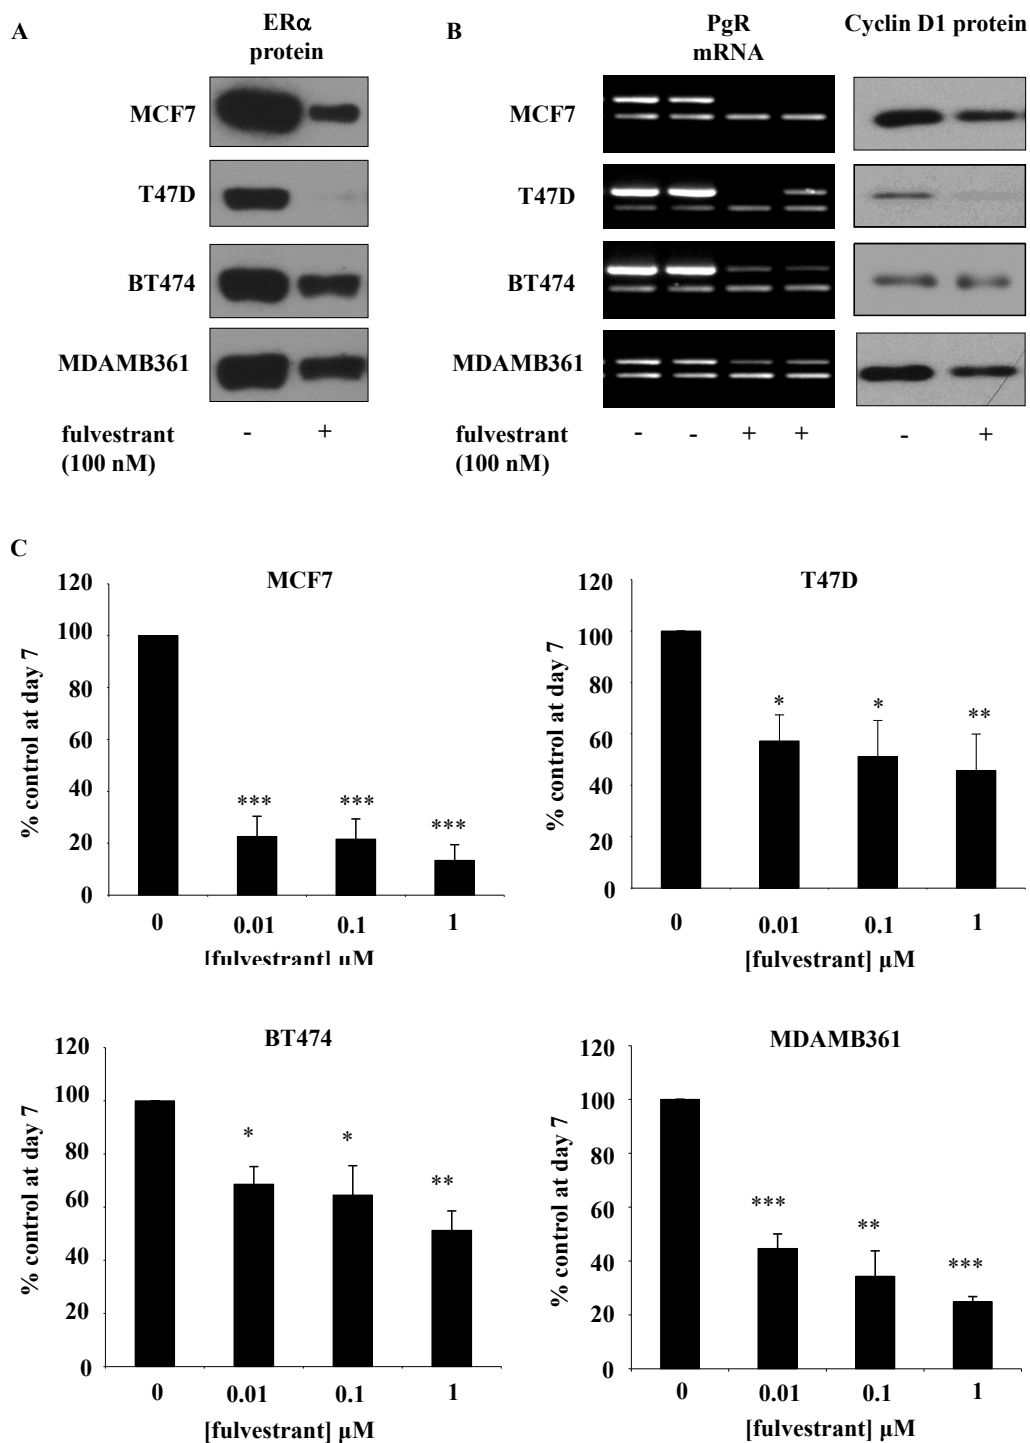 A
ERα
protein
MCF7
T47D
BT474
MDAMB361
fulvestrant
(100 nM)
- +
B
PgR
mRNA
Cyclin D1 protein
MCF7
T47D
BT474
MDAMB361
fulvestrant
(100 nM)
- - + +
- +
C
MCF7
% control at day 7
120
100
80
60
40
20
0
***
***
***
0 0.01 0.1 1
[fulvestrant] µM
T47D
% control at day 7
120
100
80
60
40
20
0
*
*
**
0 0.01 0.1 1
[fulvestrant] µM
BT474
% control at day 7
120
100
80
60
40
20
0
*
*
**
0 0.01 0.1 1
[fulvestrant] µM
MDAMB361
% control at day 7
120
100
80
60
40
20
0
***
**
***
0 0.01 0.1 1
[fulvestrant] µM